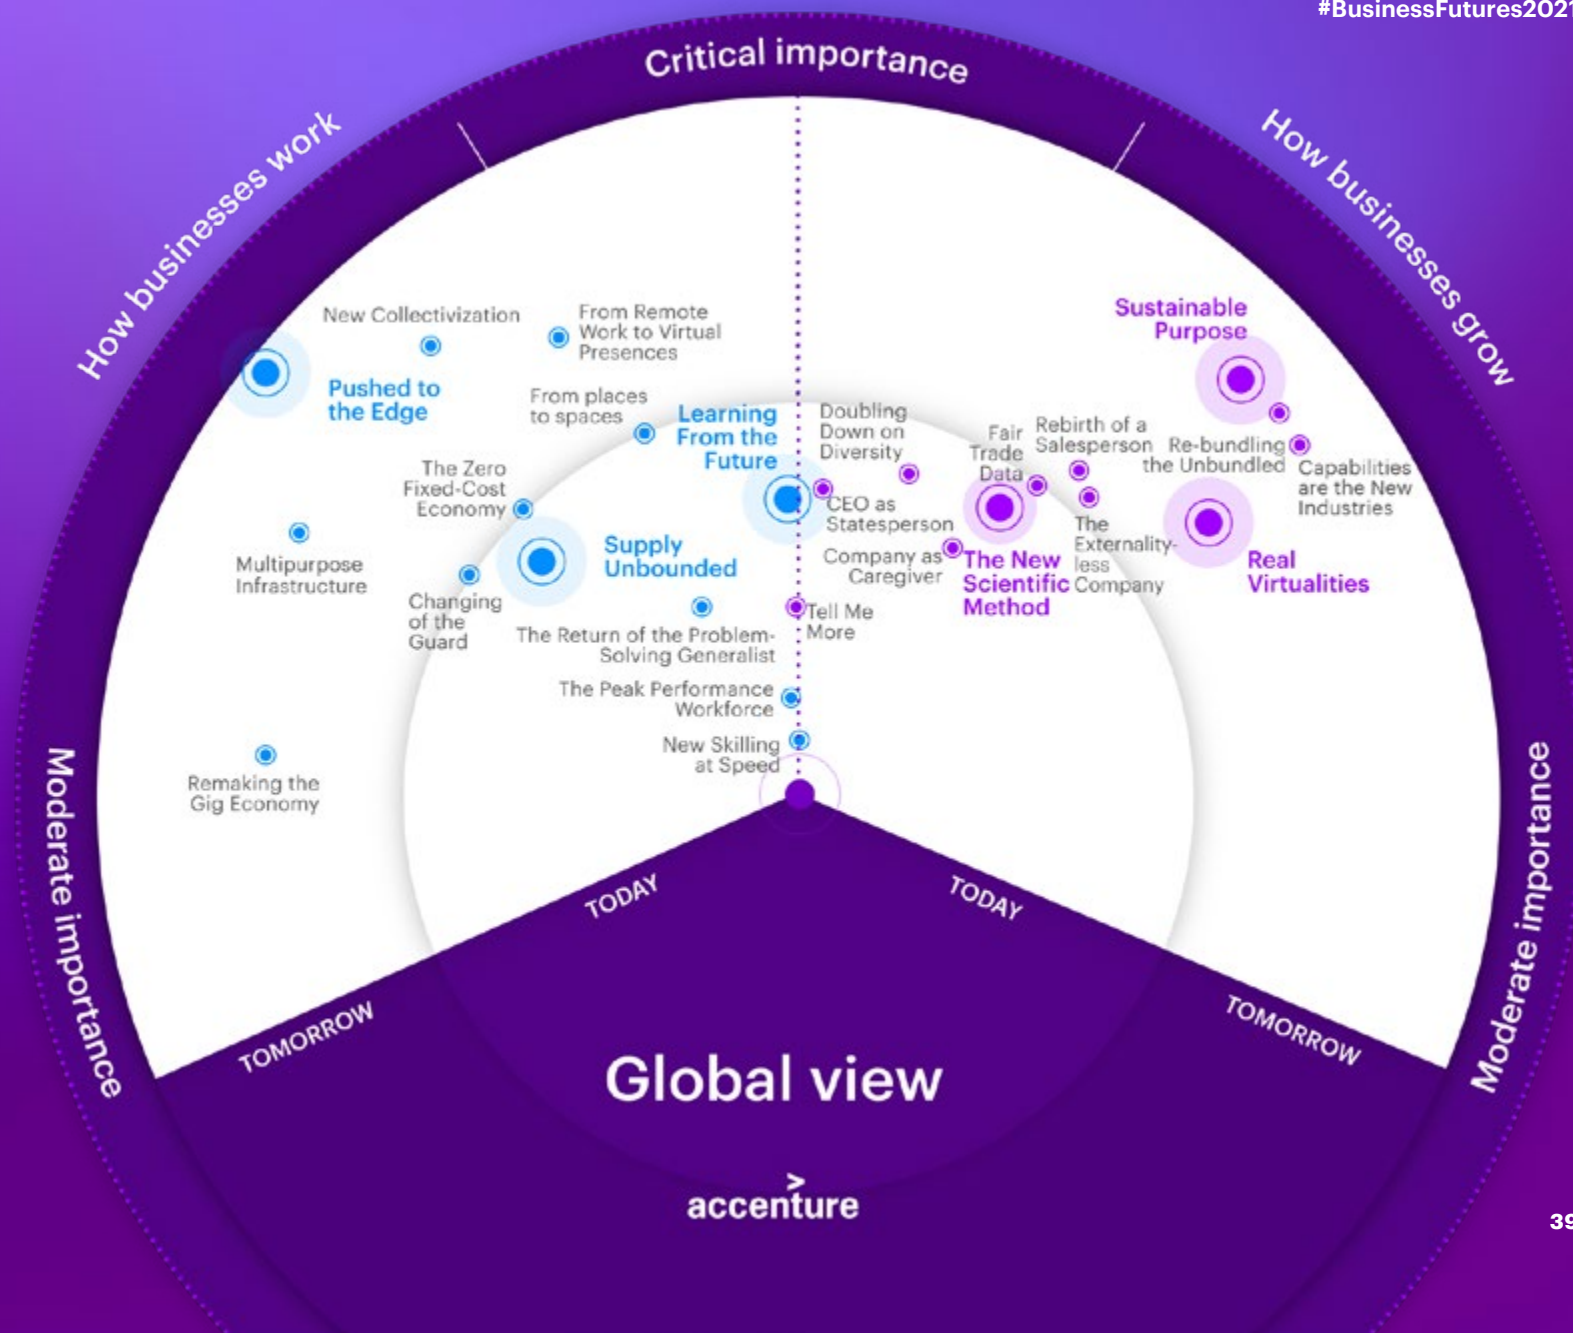 #BusinessFutures2021
Critical importance
How businesses work
How businesses grow
New Collectivization
From Remote
Work to Virtual
Presences
Sustainable
Purpose
Pushed to
the Edge
From places
to spaces
Learning
From the
Future
Doubling
Down on
Diversity
Fair
Trade
Data
Rebirth of a
Salesperson
Re-bundling
the Unbundled
Capabilities
are the New
Industries
The Zero
Fixed-Cost
Economy
CEO as
Statesperson
The
Externality-
less
Company
Multipurpose
Infrastructure
Supply
Unbounded
Company as
Caregiver
The New
Scientific
Method
Real
Virtualities
Changing
of the
Guard
The Return of the Problem-
Solving Generalist
Tell Me
More
The Peak Performance
Workforce
New Skilling
at Speed
Remaking the
Gig Economy
Moderate importance
Moderate importance
TODAY
TODAY
TOMORROW
TOMORROW
Global view
accenture
39